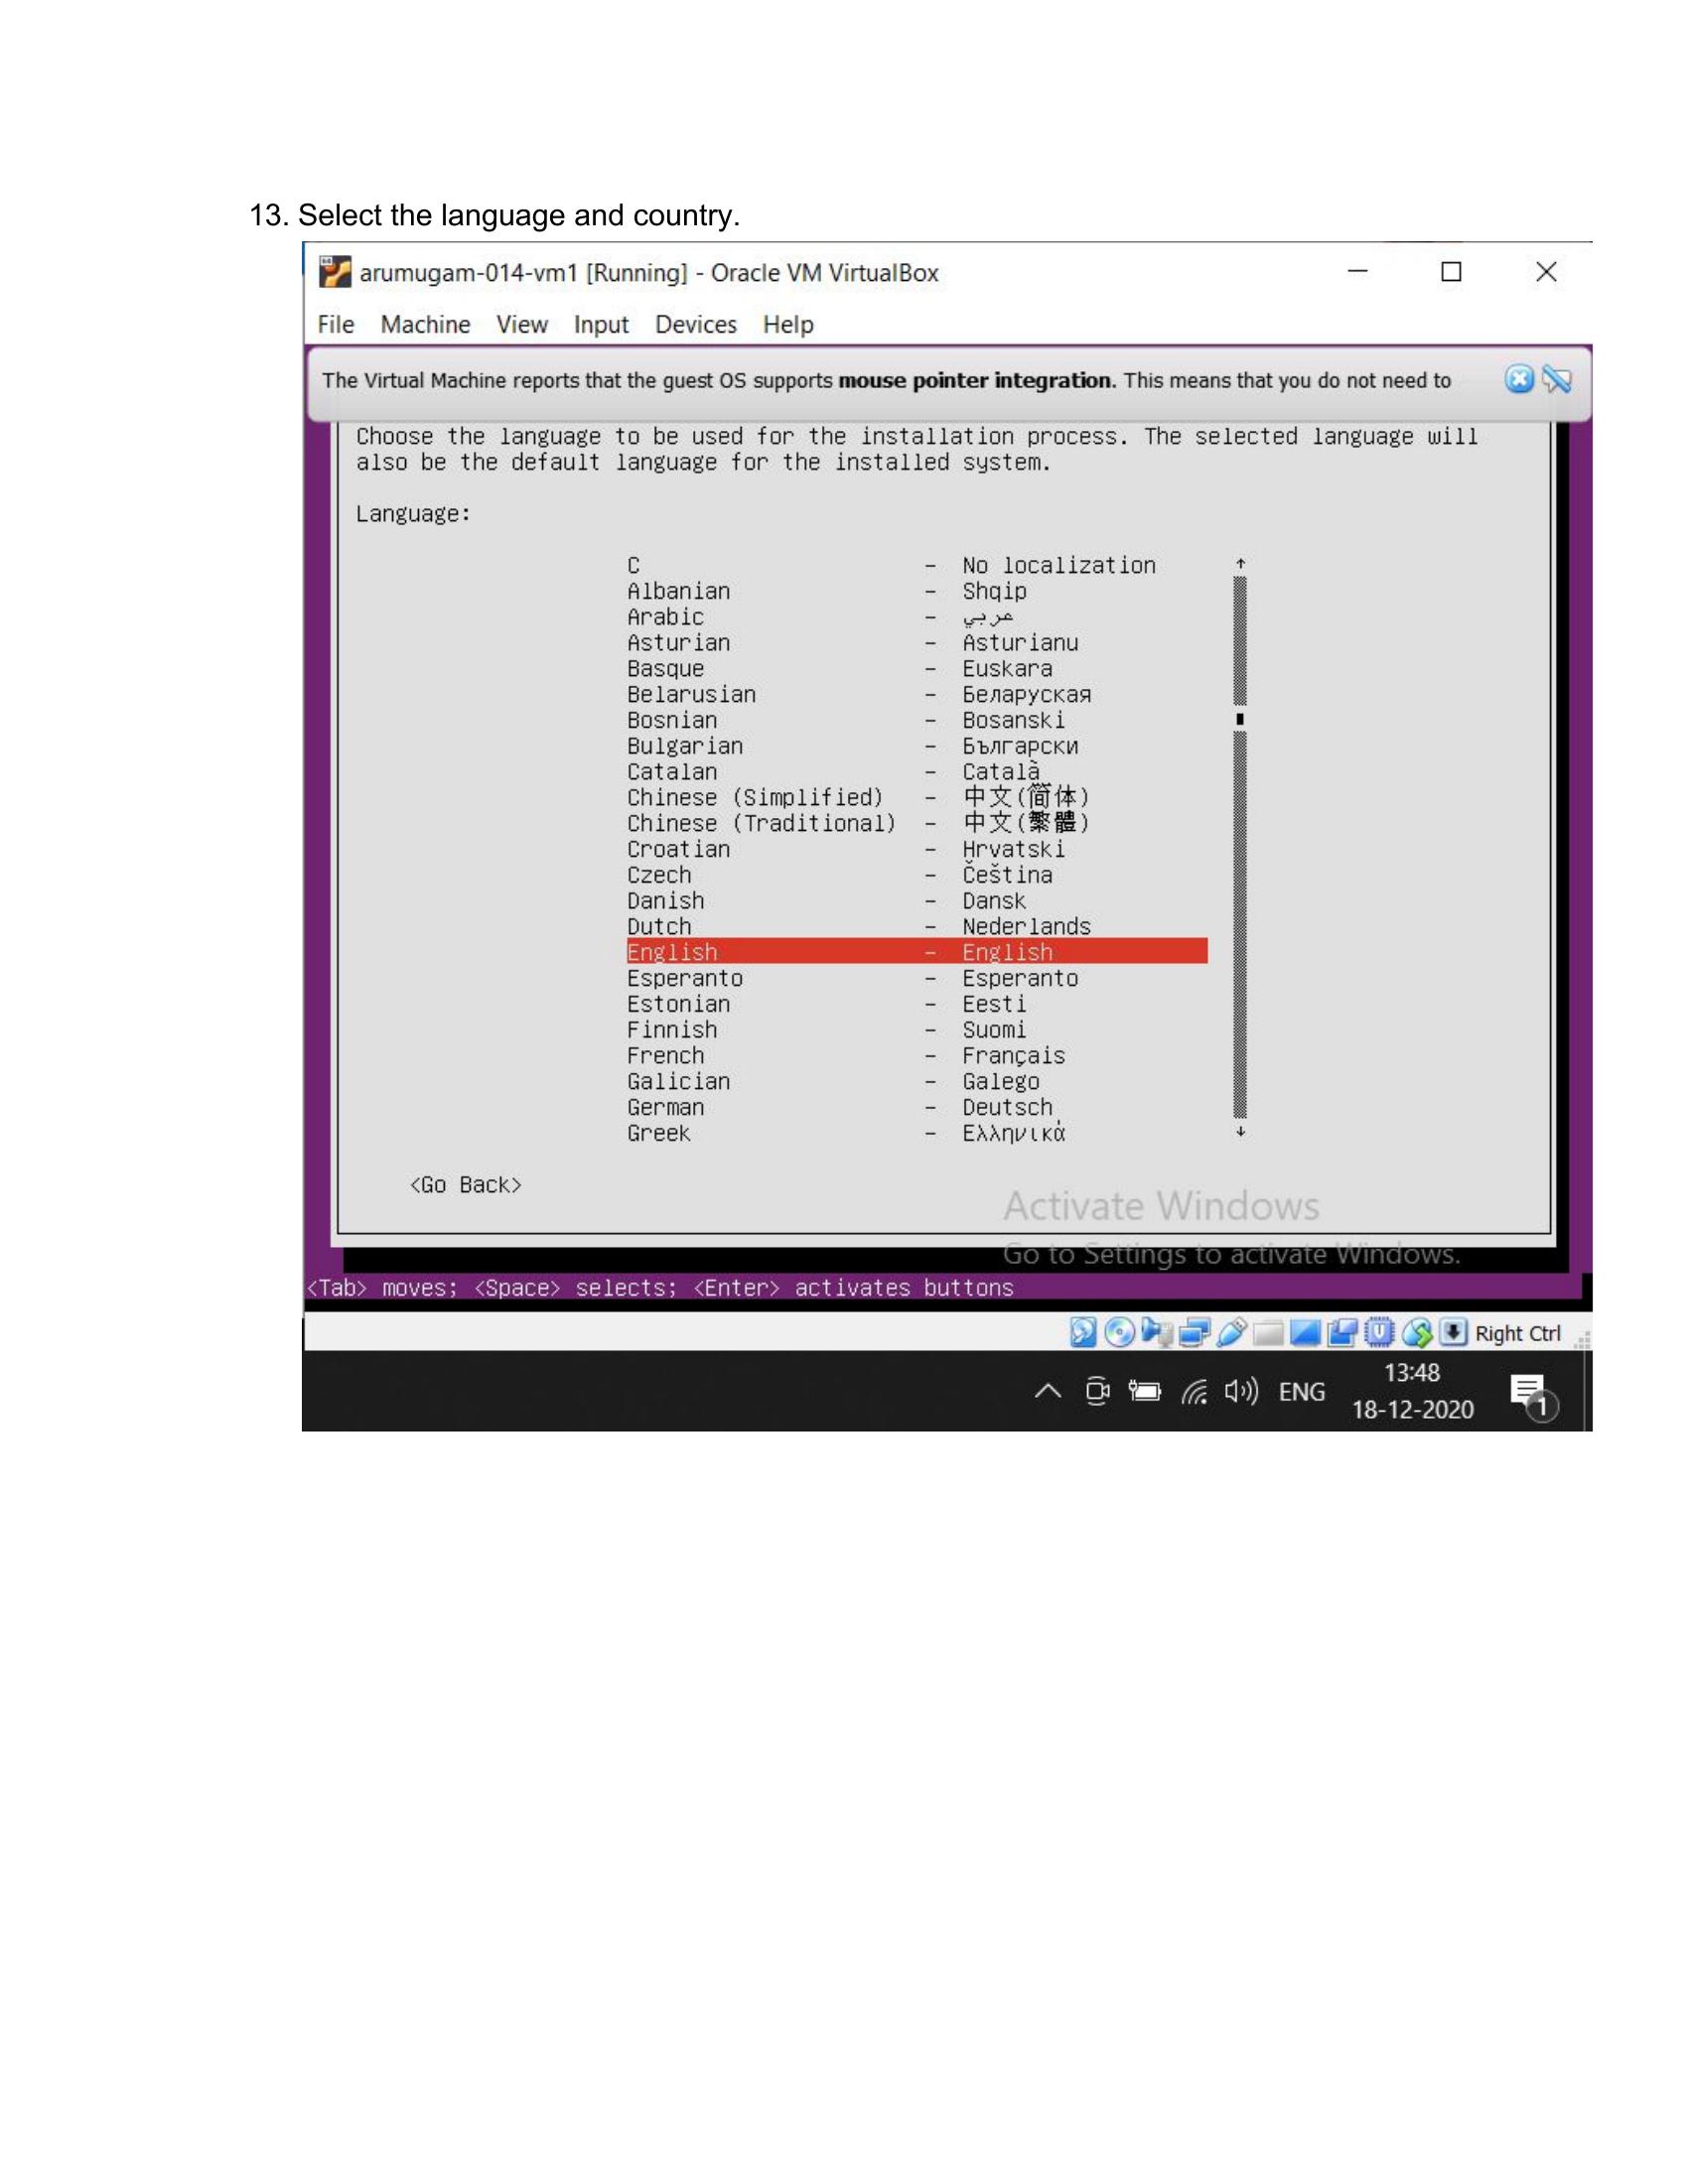 13. Select the language and country.
arumugam-014-vm1 [Running] - Oracle VM VirtualBox
File Machine View Input Devices Help
The Virtual Machine reports that the guest OS supports mouse pointer integration. This means that you do not need to
Choose the language to be used for the installation process. The selected language will
also be the default language for the installed system.
Language:
C - No localization
Albanian - Shqip
Arabic - عربي
Asturian - Asturianu
Basque - Euskara
Belarusian - Беларуская
Bosnian - Bosanski
Bulgarian - Български
Catalan - Català
Chinese (Simplified) - 中文(简体)
Chinese (Traditional) - 中文(繁體)
Croatian - Hrvatski
Czech - Čeština
Danish - Dansk
Dutch - Nederlands
English - English
Esperanto - Esperanto
Estonian - Eesti
Finnish - Suomi
French - Français
Galician - Galego
German - Deutsch
Greek - Ελληνικά
<Go Back>
Activate Windows
Go to Settings to activate Windows.
<Tab> moves; <Space> selects; <Enter> activates buttons
Right Ctrl
ENG
13:48
18-12-2020
1